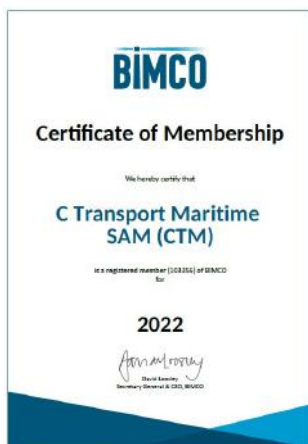 BIMCO
Certificate of Membership
We hereby certify that
C Transport Maritime
SAM (CTM)
is a registered member of BIMCO
for
2022
David Loosley
Secretary General & CEO, BIMCO